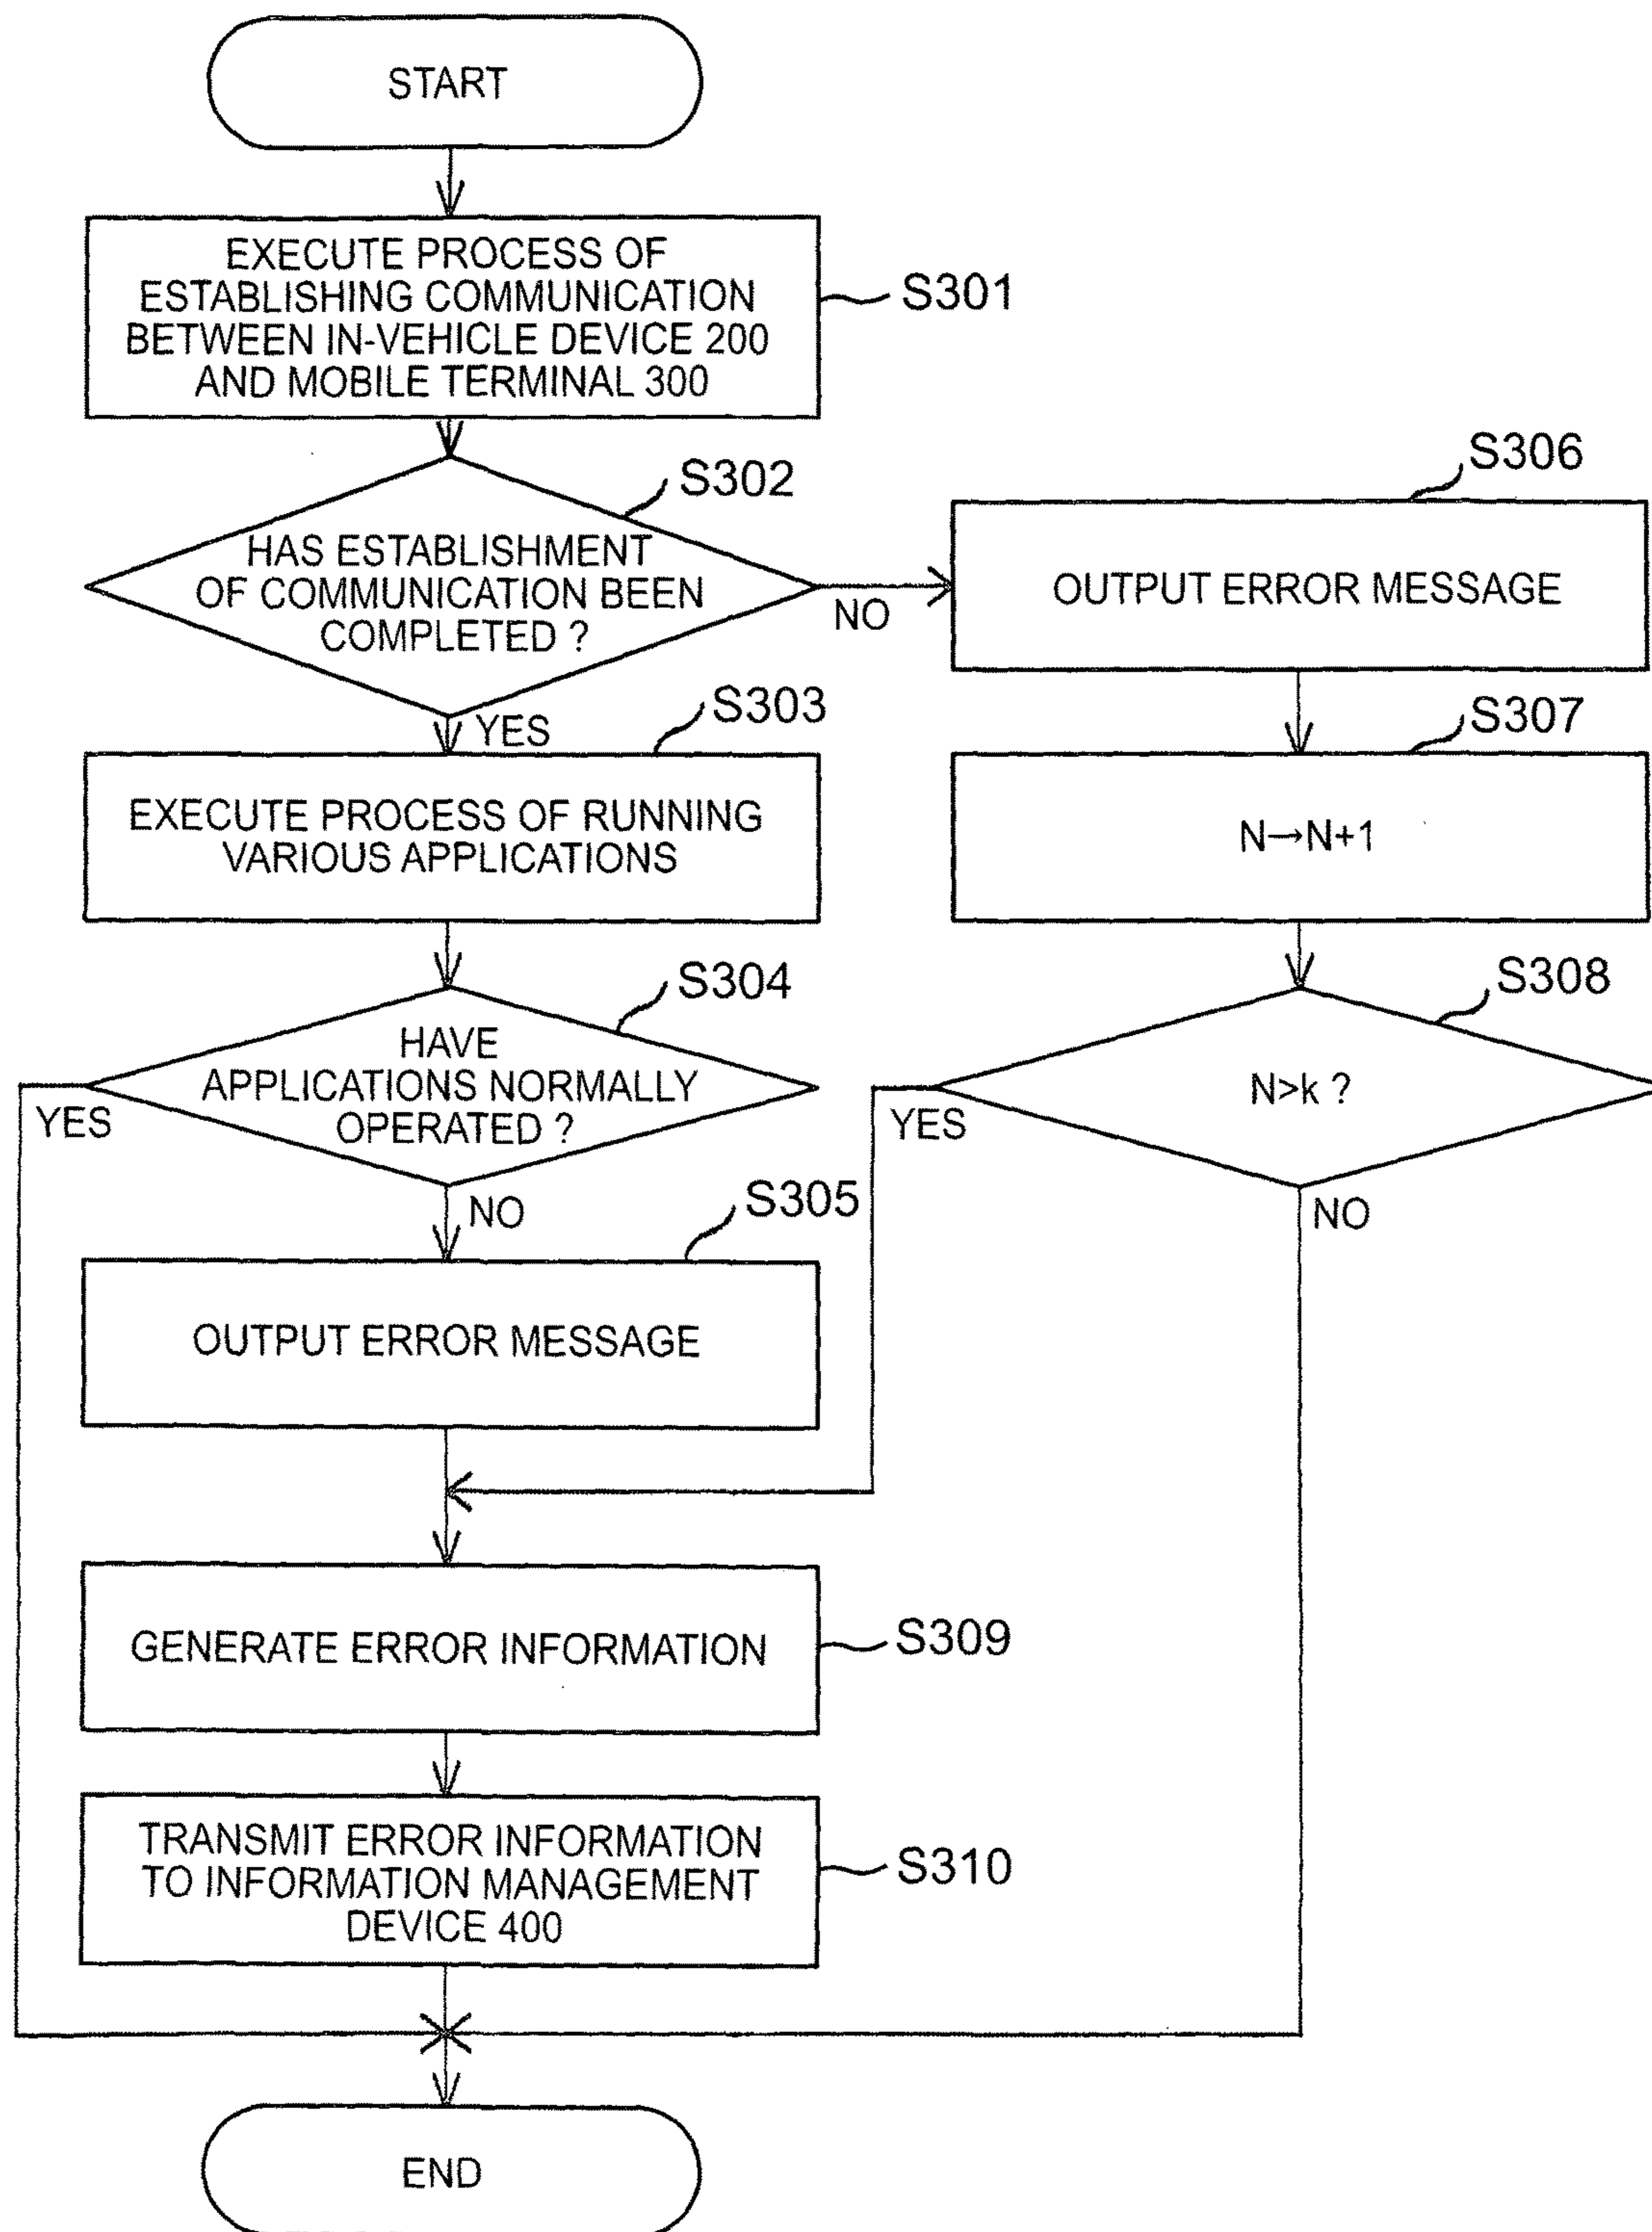 START
EXECUTE PROCESS OF
ESTABLISHING COMMUNICATION
BETWEEN IN-VEHICLE DEVICE 200
AND MOBILE TERMINAL 300
S301
S302
HAS ESTABLISHMENT
OF COMMUNICATION BEEN
COMPLETED ?
NO
YES
S306
OUTPUT ERROR MESSAGE
S303
EXECUTE PROCESS OF RUNNING
VARIOUS APPLICATIONS
S307
N→N+1
S304
HAVE
APPLICATIONS NORMALLY
OPERATED ?
YES
NO
S308
N>k ?
YES
NO
S305
OUTPUT ERROR MESSAGE
GENERATE ERROR INFORMATION
S309
TRANSMIT ERROR INFORMATION
TO INFORMATION MANAGEMENT
DEVICE 400
S310
END